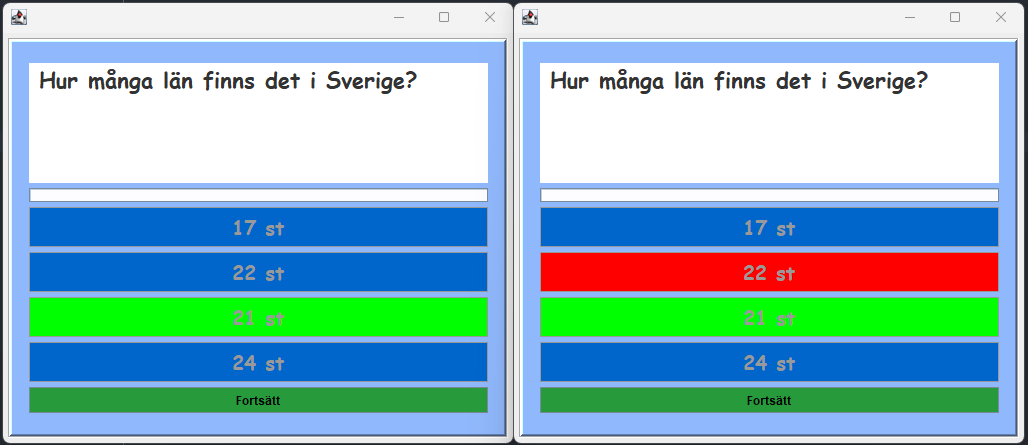 Hur många län finns det i Sverige?
17 st
22 st
21 st
24 st
Fortsätt
Hur många län finns det i Sverige?
17 st
22 st
21 st
24 st
Fortsätt